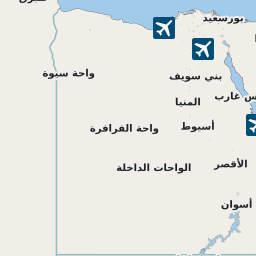 بورسعيد
واحة سيوة
بني سويف
س غارب
المنيا
واحة الفرافرة
أسيوط
الواحات الداخلة
الأقصر
أسوان